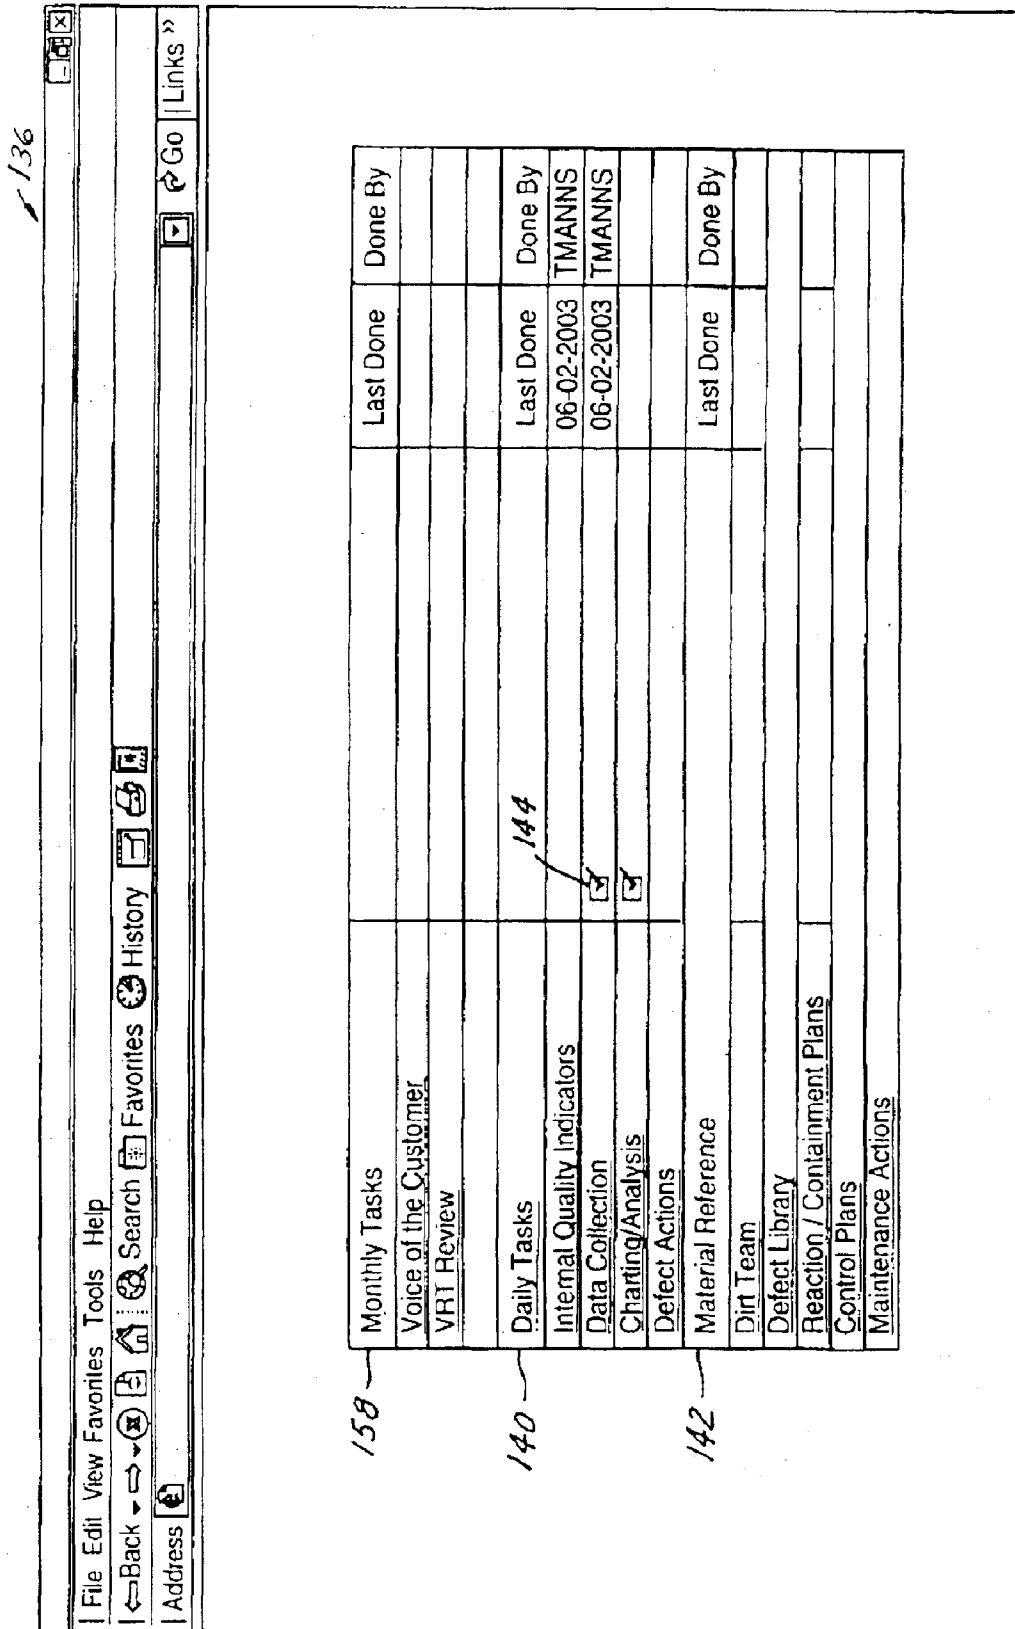 136
File Edit View Favorites Tools Help
Back Search Favorites History
Address Go Links »
158 Monthly Tasks Last Done Done By
Voice of the Customer
VRT Review
140 Daily Tasks Last Done Done By
Internal Quality Indicators 06-02-2003 TMANNS
Data Collection 144 06-02-2003 TMANNS
Charting/Analysis
Defect Actions
142 Material Reference Last Done Done By
Dirt Team
Defect Library
Reaction / Containment Plans
Control Plans
Maintenance Actions